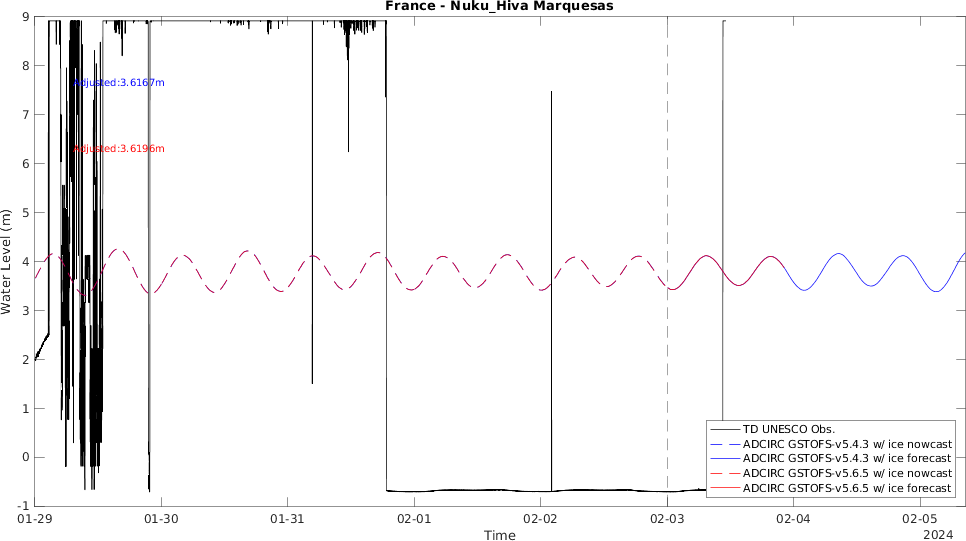 France - Nuku_Hiva Marquesas
9
8
7
6
5
4
3
2
1
0
-1
Water Level (m)
Adjusted:3.6167m
Adjusted:3.6196m
TD UNESCO Obs.
ADCIRC GSTOFS-v5.4.3 w/ ice nowcast
ADCIRC GSTOFS-v5.4.3 w/ ice forecast
ADCIRC GSTOFS-v5.6.5 w/ ice nowcast
ADCIRC GSTOFS-v5.6.5 w/ ice forecast
01-29 01-30 01-31 02-01 02-02 02-03 02-04 02-05
Time
2024